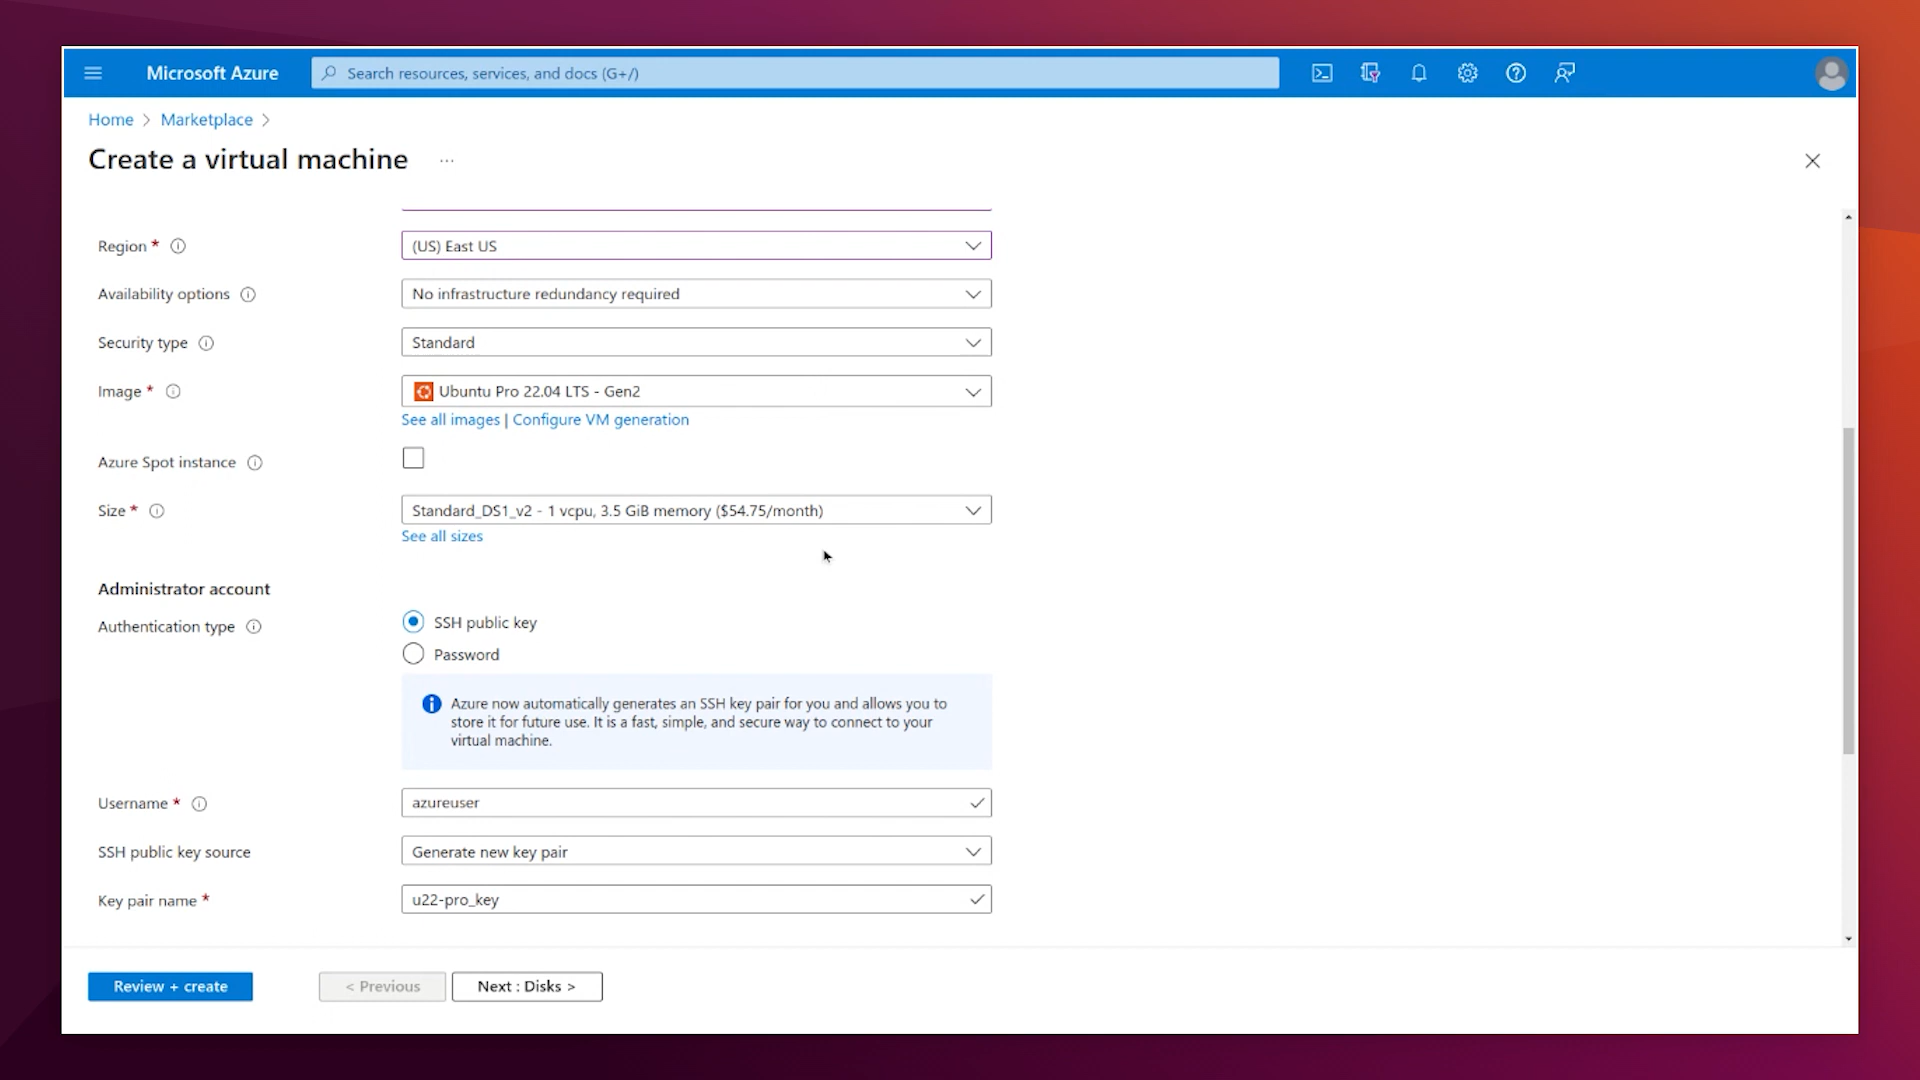 Microsoft Azure
Search resources, services, and docs (G+/)
Home > Marketplace >
Create a virtual machine ...
Region * (US) East US
Availability options No infrastructure redundancy required
Security type Standard
Image * Ubuntu Pro 22.04 LTS - Gen2
See all images | Configure VM generation
Azure Spot instance
Size * Standard_DS1_v2 - 1 vcpu, 3.5 GiB memory ($54.75/month)
See all sizes
Administrator account
Authentication type SSH public key
Password
Azure now automatically generates an SSH key pair for you and allows you to
store it for future use. It is a fast, simple, and secure way to connect to your
virtual machine.
Username * azureuser
SSH public key source Generate new key pair
Key pair name * u22-pro_key
Review + create < Previous Next : Disks >